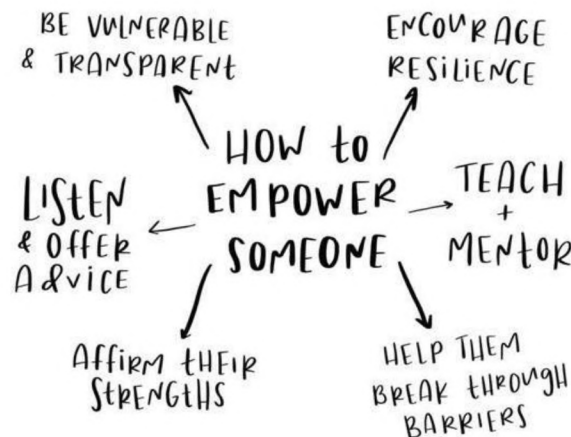 BE VULNERABLE
& TRANSPARENt
ENCOURAGE
RESiLiENCE
HOW to
EMPOWER
SOMEONE
LIStEN
& OffER
AdviCE
TEACH
+
MENtOR
AffiRM tHEiR
StRENGtHS
HELP THEM
BREAK tHROUgH
BARRiERS